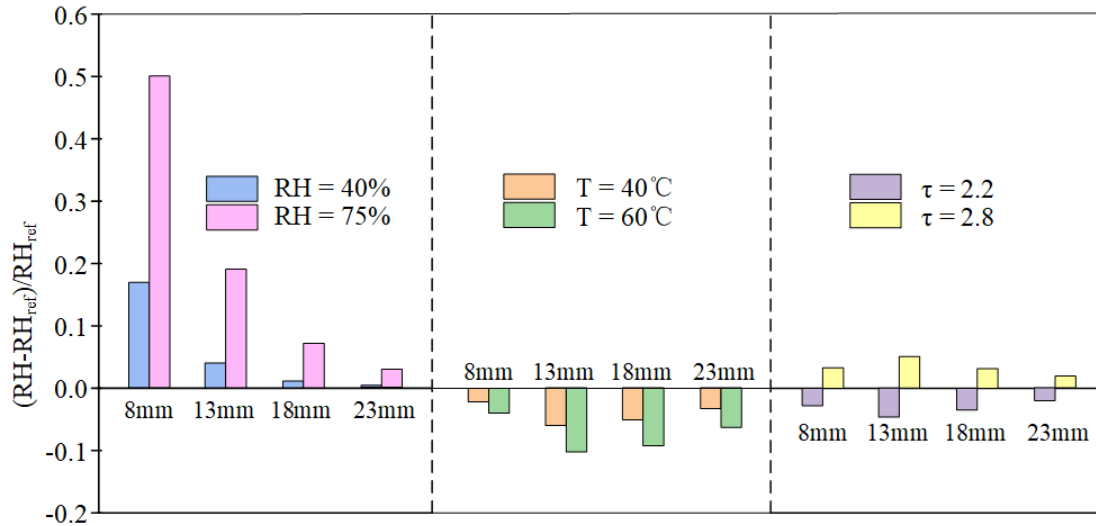 0.6
0.5
0.4
0.3
0.2
0.1
0.0
-0.1
-0.2
(RH-RHref)/RHref
RH = 40%
RH = 75%
T = 40℃
T = 60℃
τ = 2.2
τ = 2.8
8mm 13mm 18mm 23mm
8mm 13mm 18mm 23mm
8mm 13mm 18mm 23mm